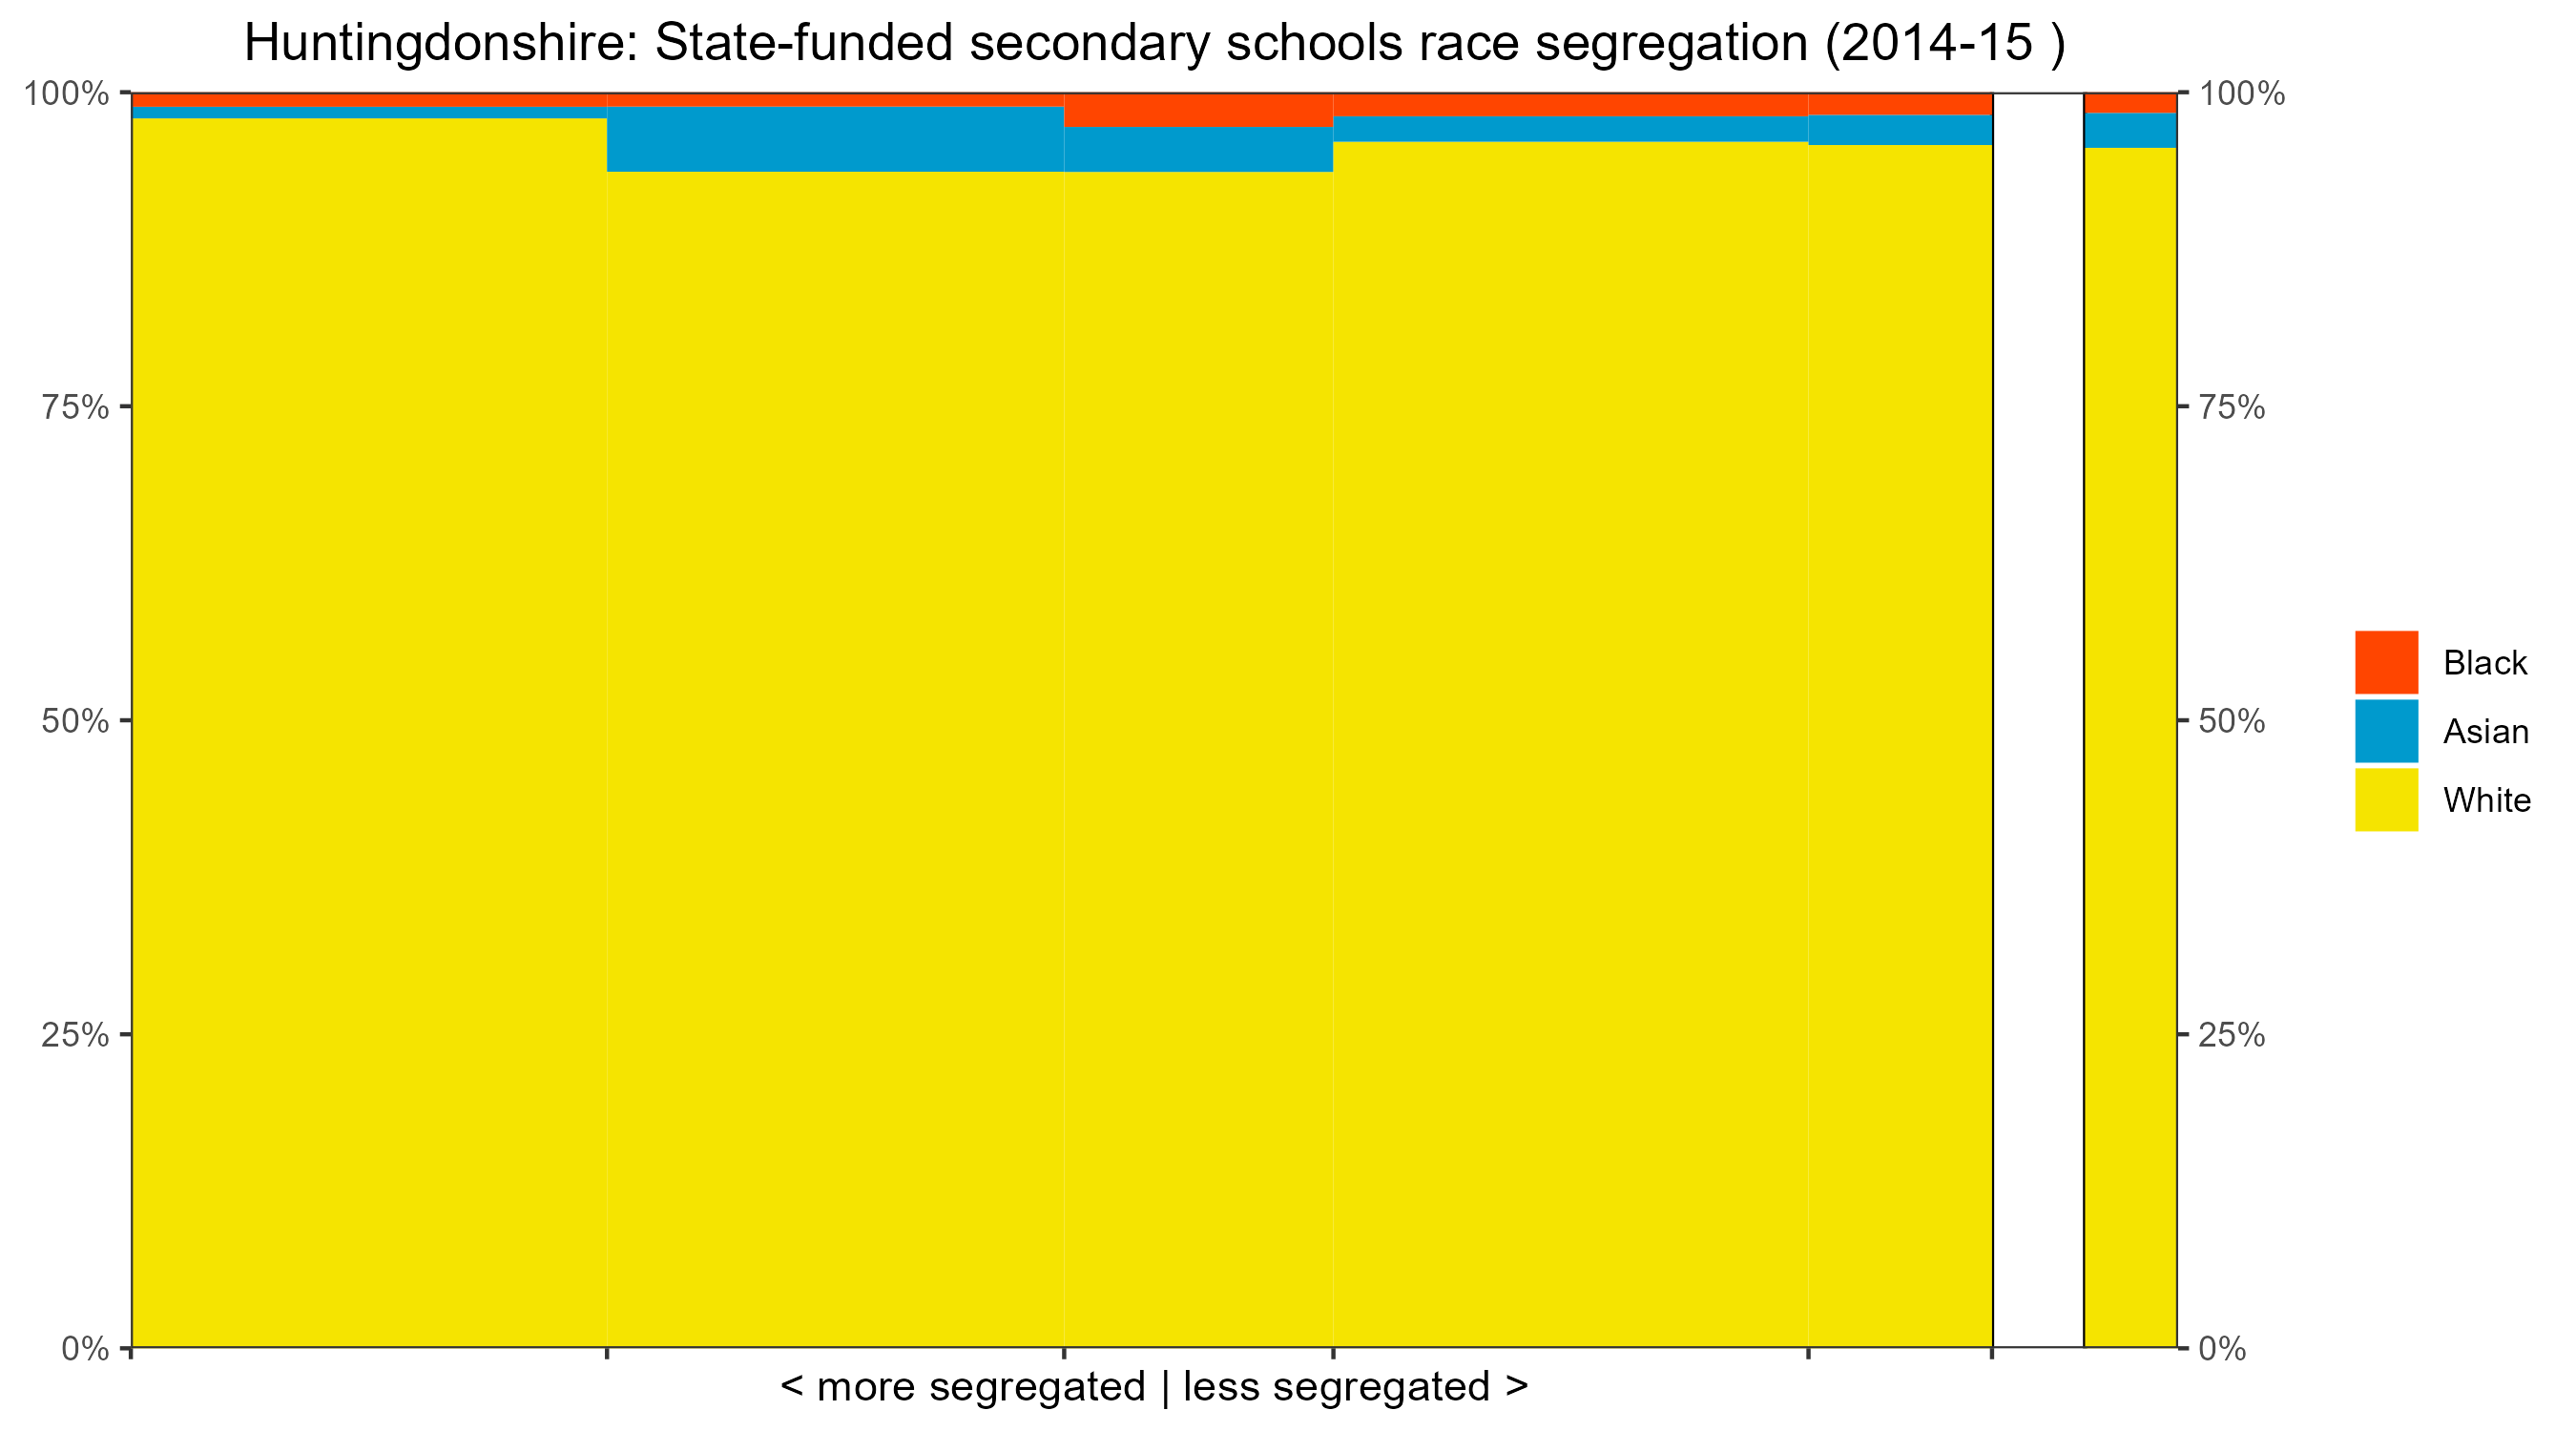 Huntingdonshire: State-funded secondary schools race segregation (2014-15 )
100%
75%
50%
25%
0%
100%
75%
50%
25%
0%
Black
Asian
White
< more segregated | less segregated >